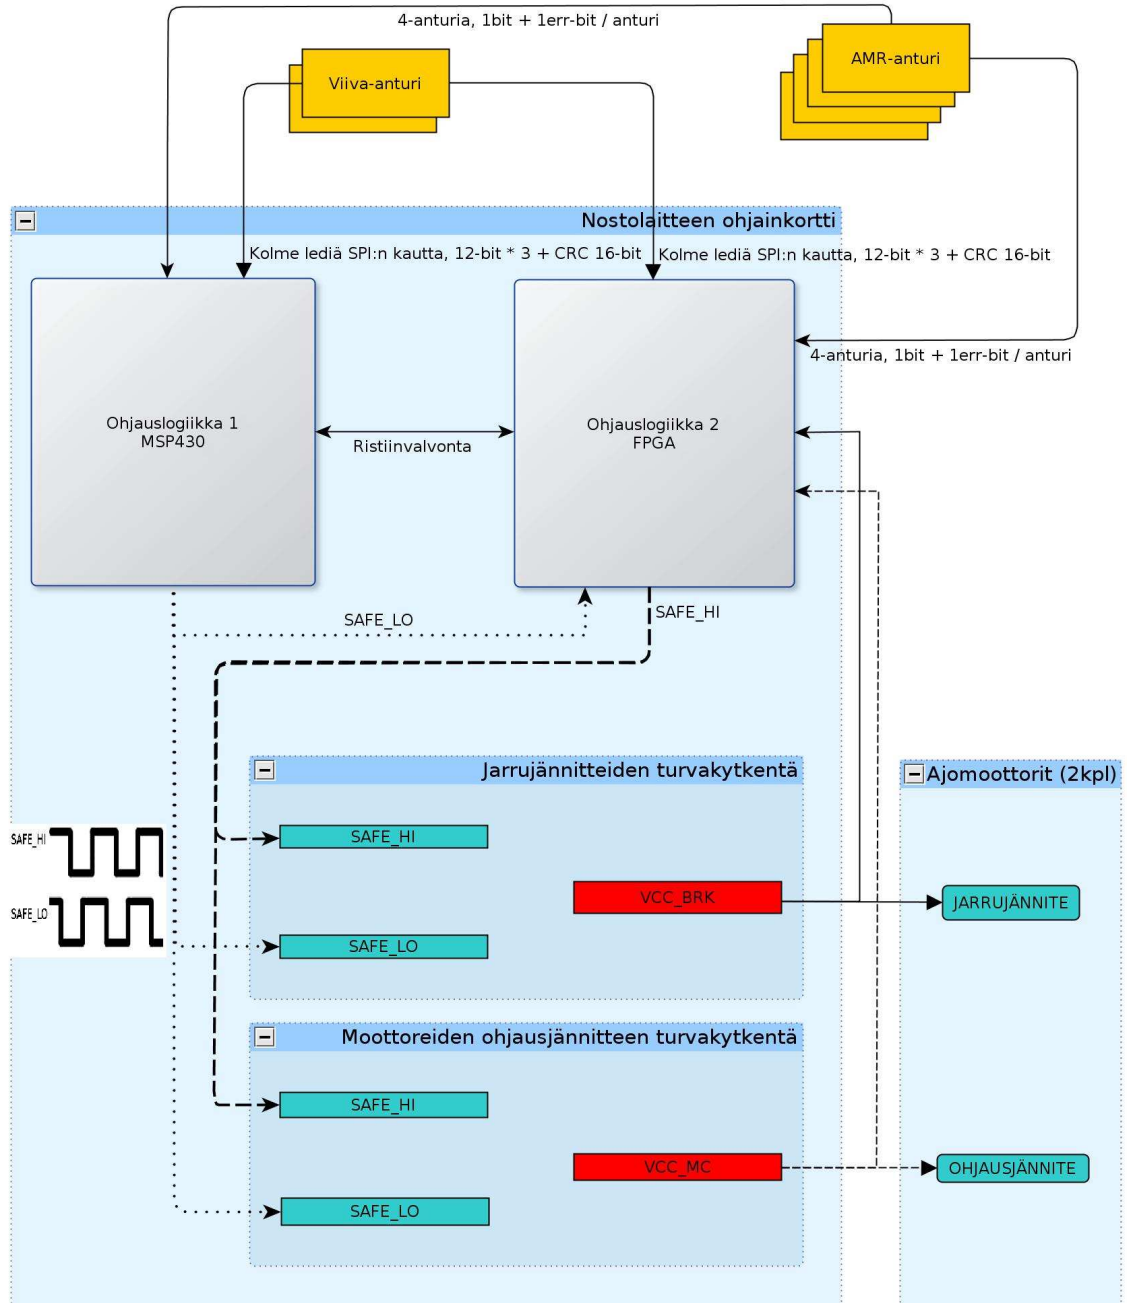 4-anturia, 1bit + 1err-bit / anturi
AMR-anturi
Viiva-anturi
Nostolaitteen ohjainkortti
Kolme lediä SPI:n kautta, 12-bit * 3 + CRC 16-bit
Kolme lediä SPI:n kautta, 12-bit * 3 + CRC 16-bit
4-anturia, 1bit + 1err-bit / anturi
Ohjauslogiikka 1
MSP430
Ristiinvalvonta
Ohjauslogiikka 2
FPGA
SAFE_LO
SAFE_HI
Jarrujännitteiden turvakytkentä
Ajomoottorit (2kpl)
SAFE_HI
SAFE_HI
VCC_BRK
JARRUJÄNNITE
SAFE_LO
SAFE_LO
Moottoreiden ohjausjännitteen turvakytkentä
SAFE_HI
VCC_MC
OHJAUSJÄNNITE
SAFE_LO